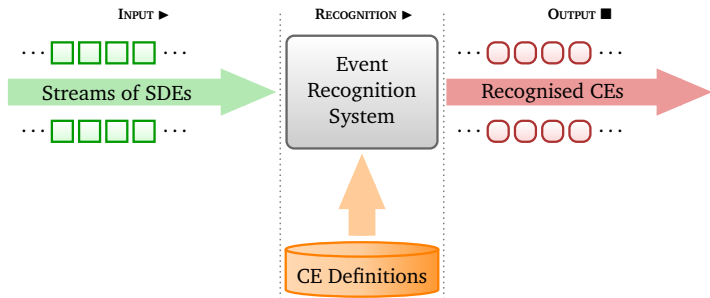 INPUT ►
RECOGNITION ►
OUTPUT ■
... ...
... ...
Streams of SDEs
Event
Recognition
System
Recognised CEs
... ...
... ...
CE Definitions